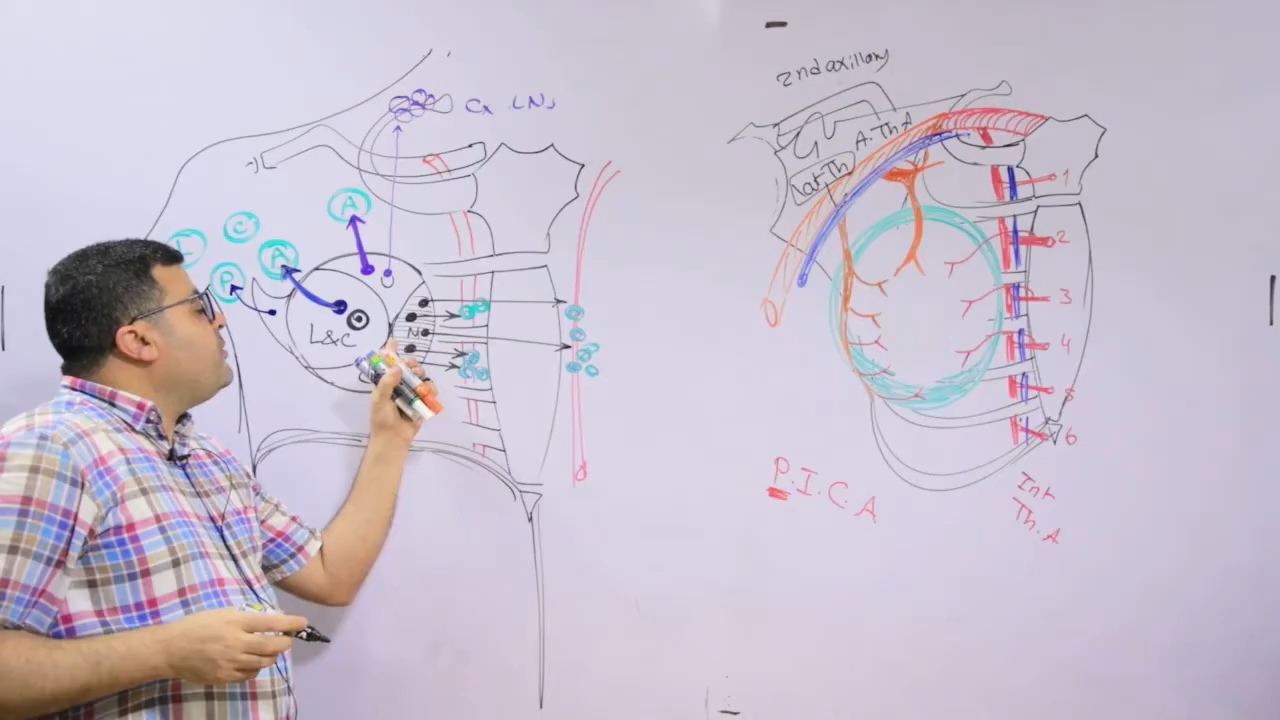 Cx LNs
A
C
A
P
L&C
M
2nd axillary
A.Th A
Lat Th
1
2
3
4
5
6
P.I.C A
Int
Th. A